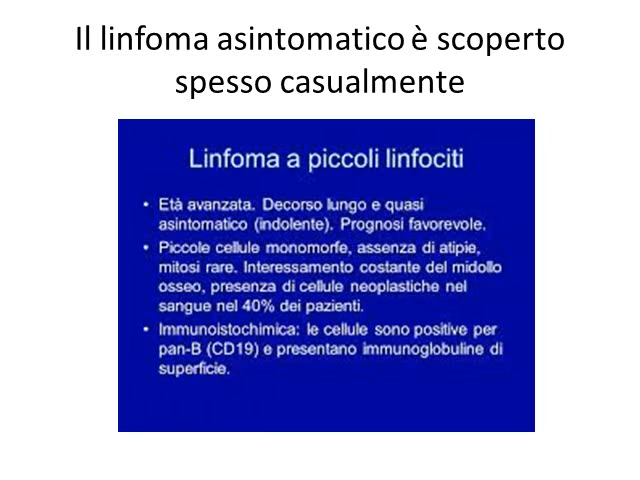 Il linfoma asintomatico è scoperto
spesso casualmente
Linfoma a piccoli linfociti
• Età avanzata. Decorso lungo e quasi
asintomatico (indolente). Prognosi favorevole.
• Piccole cellule monomorfe, assenza di atipie,
mitosi rare. Interessamento costante del midollo
osseo, presenza di cellule neoplastiche nel
sangue nel 40% dei pazienti.
• Immunoistochimica: le cellule sono positive per
pan-B (CD19) e presentano immunoglobuline di
superficie.